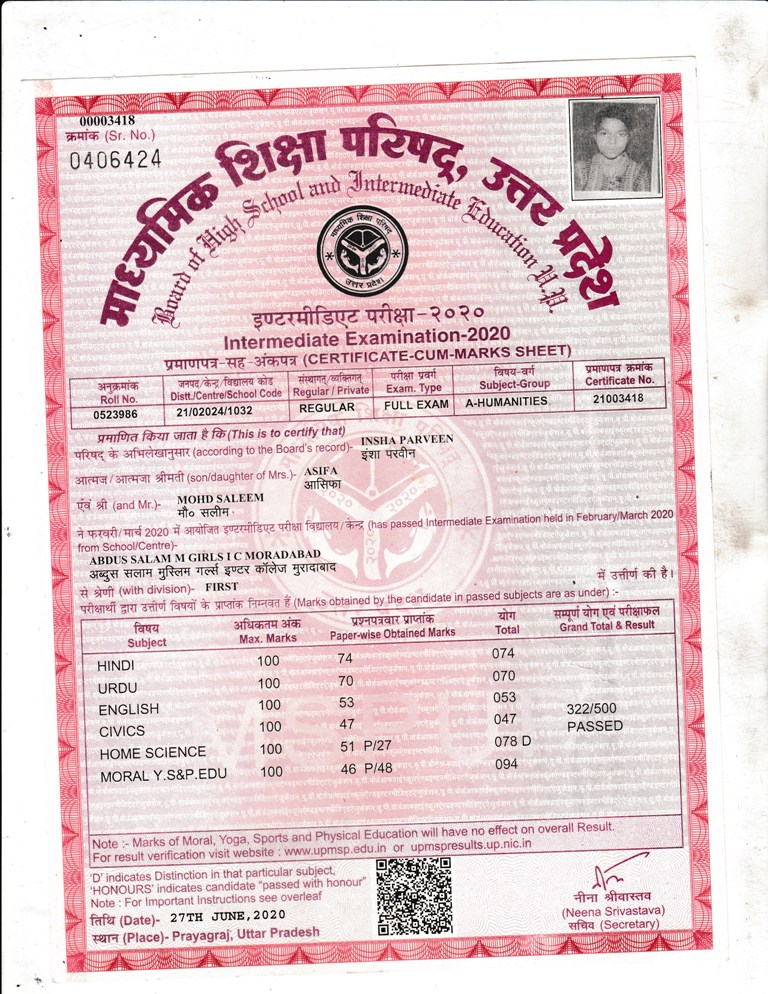 00003418
क्रमांक (Sr. No.)
0406424
माध्यमिक शिक्षा परिषद्, उत्तर प्रदेश
Board of High School and Intermediate Education U.P.
माध्यमिक शिक्षा परिषद
उत्तर प्रदेश
इण्टरमीडिएट परीक्षा-२०२०
Intermediate Examination-2020
प्रमाणपत्र-सह-अंकपत्र (CERTIFICATE-CUM-MARKS SHEET)
अनुक्रमांक जनपद/केन्द्र/विद्यालय कोड संस्थागत/व्यक्तिगत परीक्षा प्रवर्ग विषय-वर्ग प्रमाणपत्र क्रमांक
Roll No. Distt./Centre/School Code Regular / Private Exam. Type Subject-Group Certificate No.
0523986 21/02024/1032 REGULAR FULL EXAM A-HUMANITIES 21003418
प्रमाणित किया जाता है कि (This is to certify that)
परिषद् के अभिलेखानुसार (according to the Board's record)- INSHA PARVEEN
इंशा परवीन
आत्मज/आत्मजा श्रीमती (son/daughter of Mrs.)- ASIFA
आसिफा
एंवं श्री (and Mr.)- MOHD SALEEM
मौ० सलीम
ने फरवरी/मार्च 2020 में आयोजित इण्टरमीडिएट परीक्षा विद्यालय/केन्द्र (has passed Intermediate Examination held in February/March 2020
from School/Centre)-
ABDUS SALAM M GIRLS I C MORADABAD
अब्दुस सलाम मुस्लिम गर्ल्स इण्टर कॉलेज मुरादाबाद
से श्रेणी (with division)- FIRST में उत्तीर्ण की है।
परीक्षार्थी द्वारा उत्तीर्ण विषयों के प्राप्तांक निम्नवत हैं (Marks obtained by the candidate in passed subjects are as under) :-
विषय अधिकतम अंक प्रश्नपत्रवार प्राप्तांक योग सम्पूर्ण योग एवं परीक्षाफल
Subject Max. Marks Paper-wise Obtained Marks Total Grand Total & Result
HINDI 100 74 074
URDU 100 70 070
ENGLISH 100 53 053 322/500
CIVICS 100 47 047 PASSED
HOME SCIENCE 100 51 P/27 078 D
MORAL Y.S&P.EDU 100 46 P/48 094
Note :- Marks of Moral, Yoga, Sports and Physical Education will have no effect on overall Result.
For result verification visit website : www.upmsp.edu.in or upmspresults.up.nic.in
'D' indicates Distinction in that particular subject,
'HONOURS' indicates candidate "passed with honour"
Note : For Important Instructions see overleaf
तिथि (Date)- 27TH JUNE,2020
स्थान (Place)- Prayagraj, Uttar Pradesh
नीना श्रीवास्तव
(Neena Srivastava)
सचिव (Secretary)